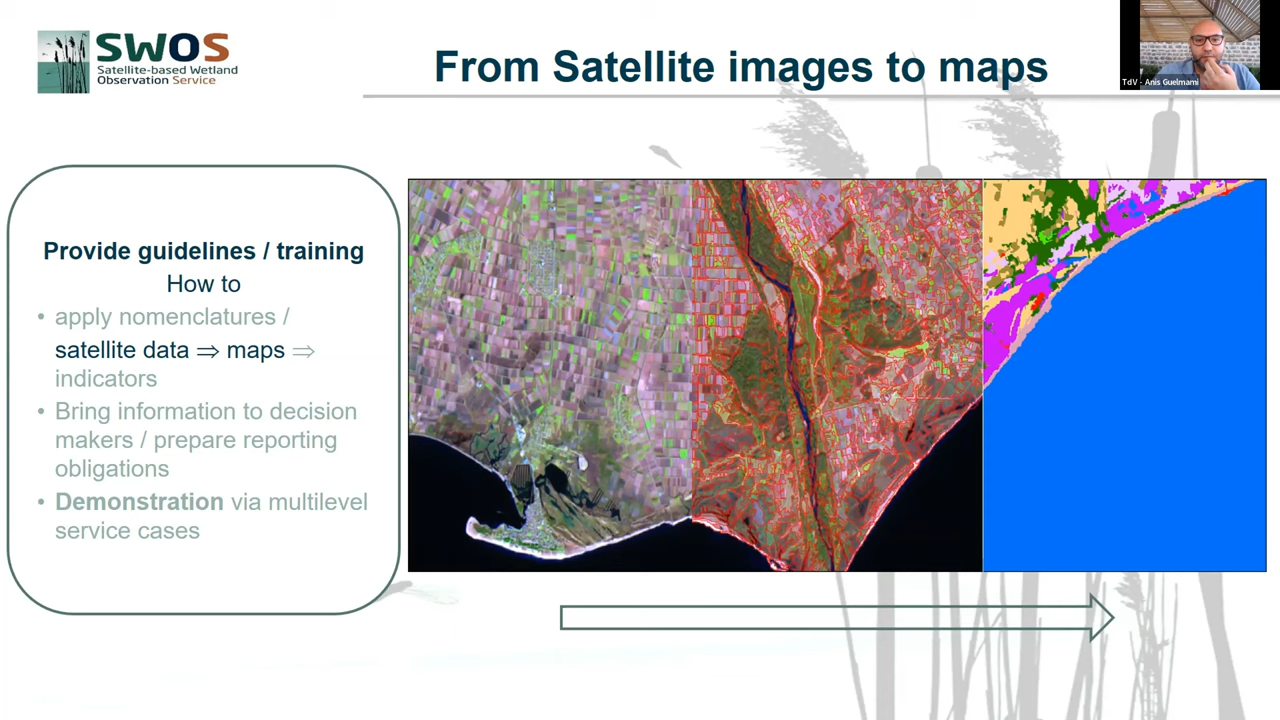 SWOS
Satellite-based Wetland
Observation Service
From Satellite images to maps
TdV - Anis Guelmami
Provide guidelines / training
How to
• apply nomenclatures /
satellite data ⇒ maps ⇒
indicators
• Bring information to decision
makers / prepare reporting
obligations
• Demonstration via multilevel
service cases